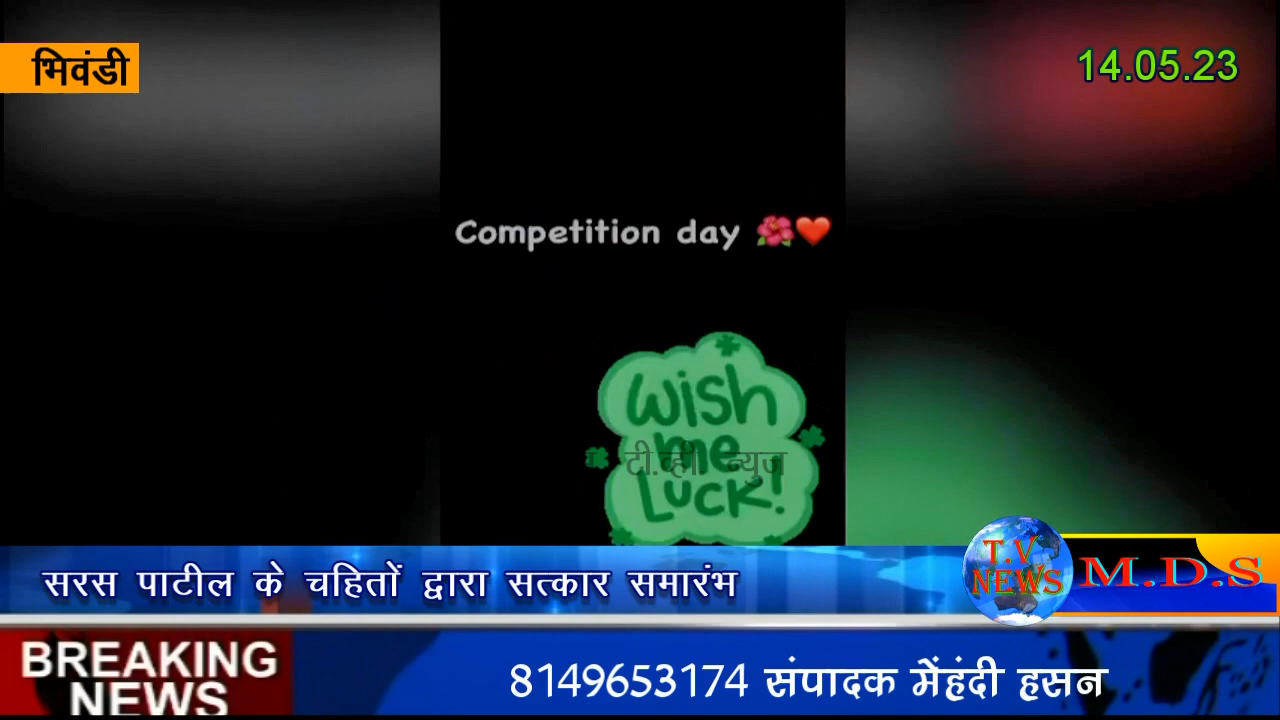 भिवंडी
14.05.23
Competition day 🌺❤️
wish
me
Luck!
टी.व्ही. न्युज
सरस पाटील के चहितों द्वारा सत्कार समारंभ
T.V
NEWS
M.D.S
BREAKING
NEWS
8149653174 संपादक मेंहंदी हसन